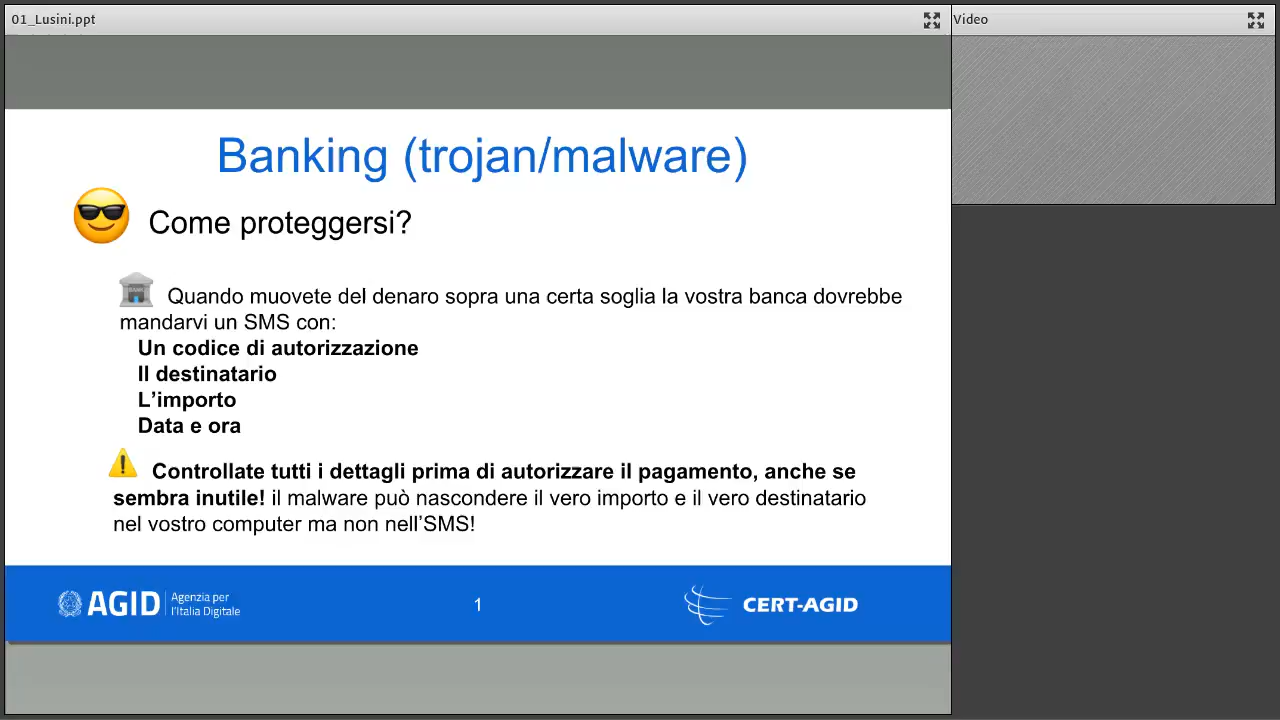 01_Lusini.ppt
Video
Banking (trojan/malware)
Come proteggersi?
BANK
Quando muovete del denaro sopra una certa soglia la vostra banca dovrebbe
mandarvi un SMS con:
Un codice di autorizzazione
Il destinatario
L’importo
Data e ora
Controllate tutti i dettagli prima di autorizzare il pagamento, anche se
sembra inutile! il malware può nascondere il vero importo e il vero destinatario
nel vostro computer ma non nell’SMS!
AGID Agenzia per
l'Italia Digitale
1
CERT-AGID